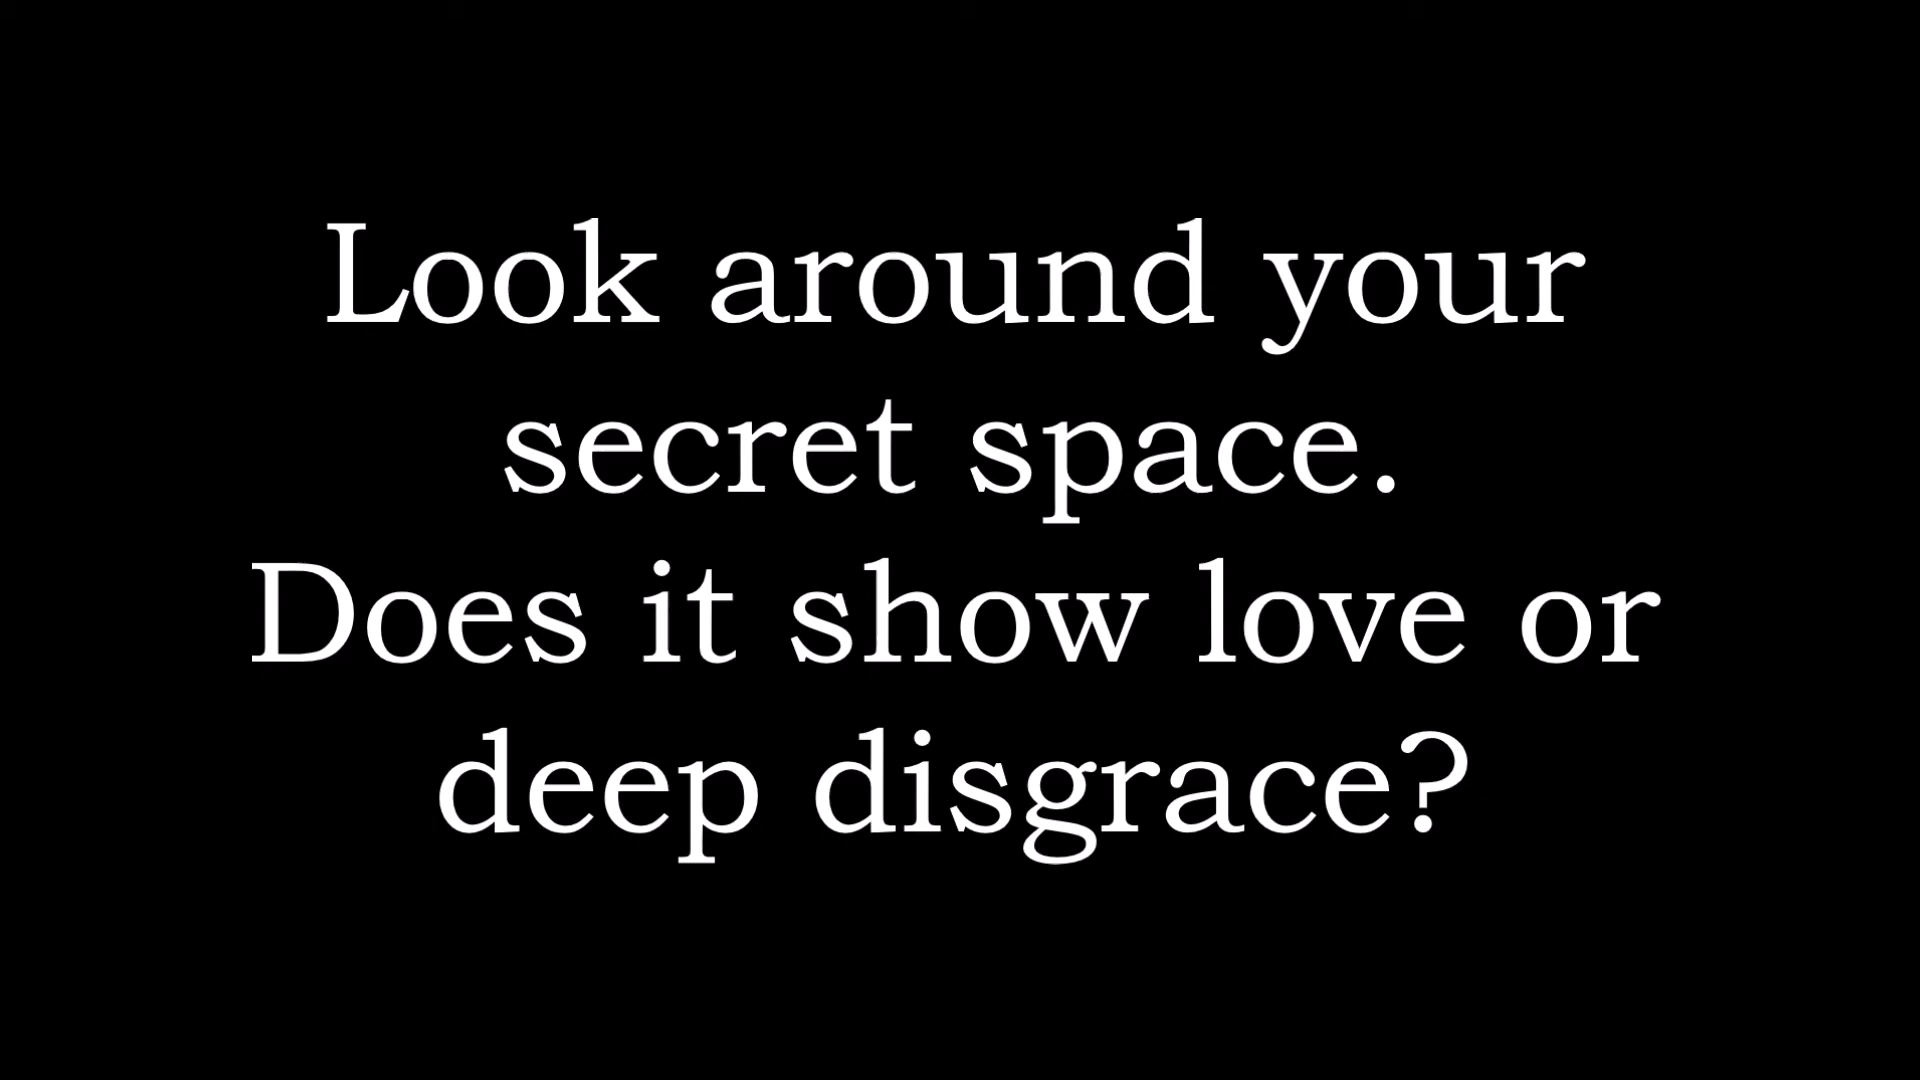 Look around your
secret space.
Does it show love or
deep disgrace?